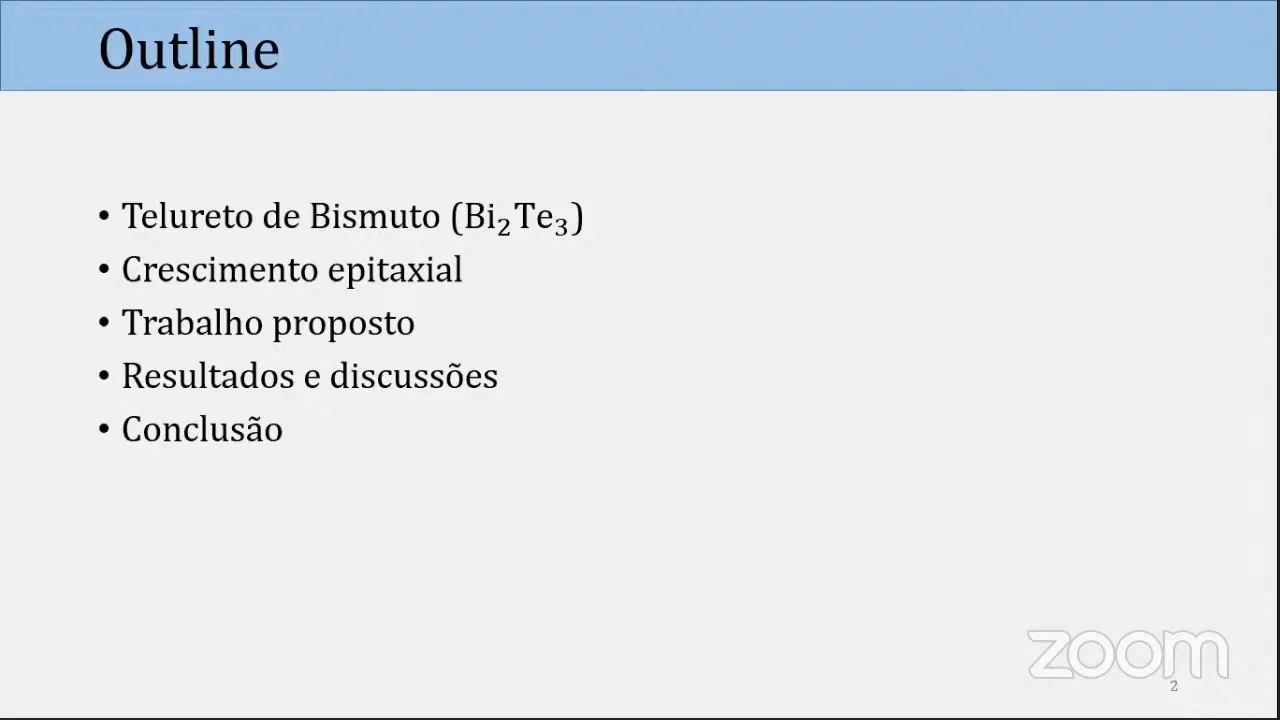 Outline
• Telureto de Bismuto (Bi₂Te₃)
• Crescimento epitaxial
• Trabalho proposto
• Resultados e discussões
• Conclusão
zoom
2